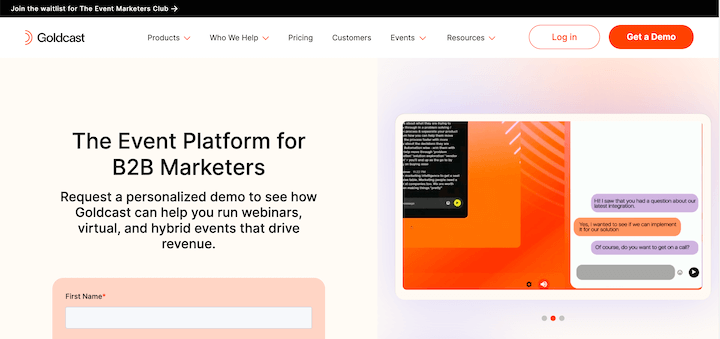 Join the waitlist for The Event Marketers Club →
Goldcast
Products
Who We Help
Pricing
Customers
Events
Resources
Log in
Get a Demo
The Event Platform for
B2B Marketers
Request a personalized demo to see how
Goldcast can help you run webinars,
virtual, and hybrid events that drive
revenue.
First Name*
Hi! I saw that you had a question about our
latest integration.
Yes, I wanted to see if we can implement
it for our solution
Of course, do you want to get on a call?